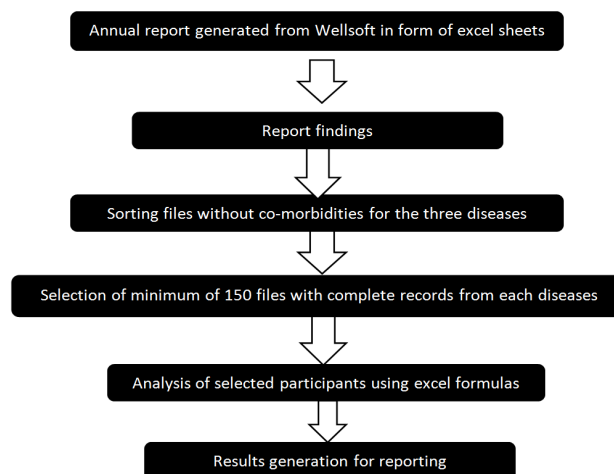 Annual report generated from Wellsoft in form of excel sheets
Report findings
Sorting files without co-morbidities for the three diseases
Selection of minimum of 150 files with complete records from each diseases
Analysis of selected participants using excel formulas
Results generation for reporting